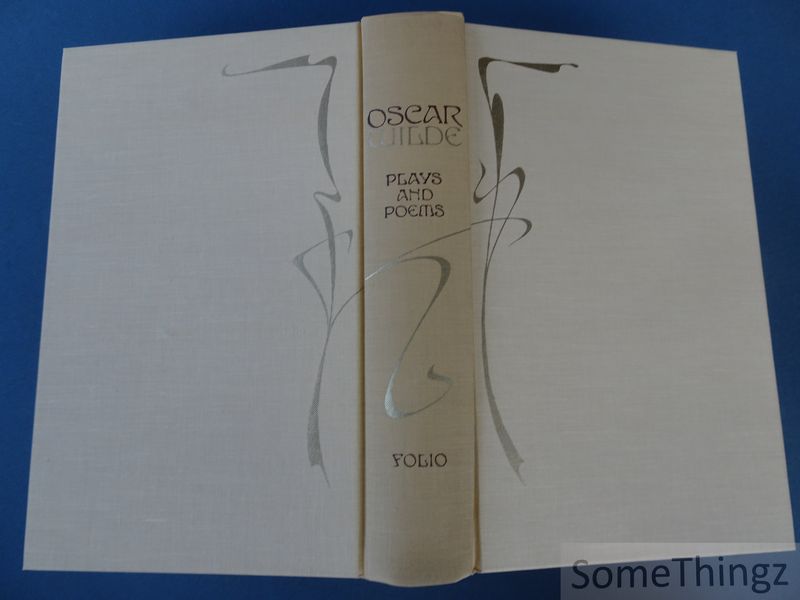 OSCAR
WILDE
PLAYS
AND
POEMS
FOLIO
SomeThingz